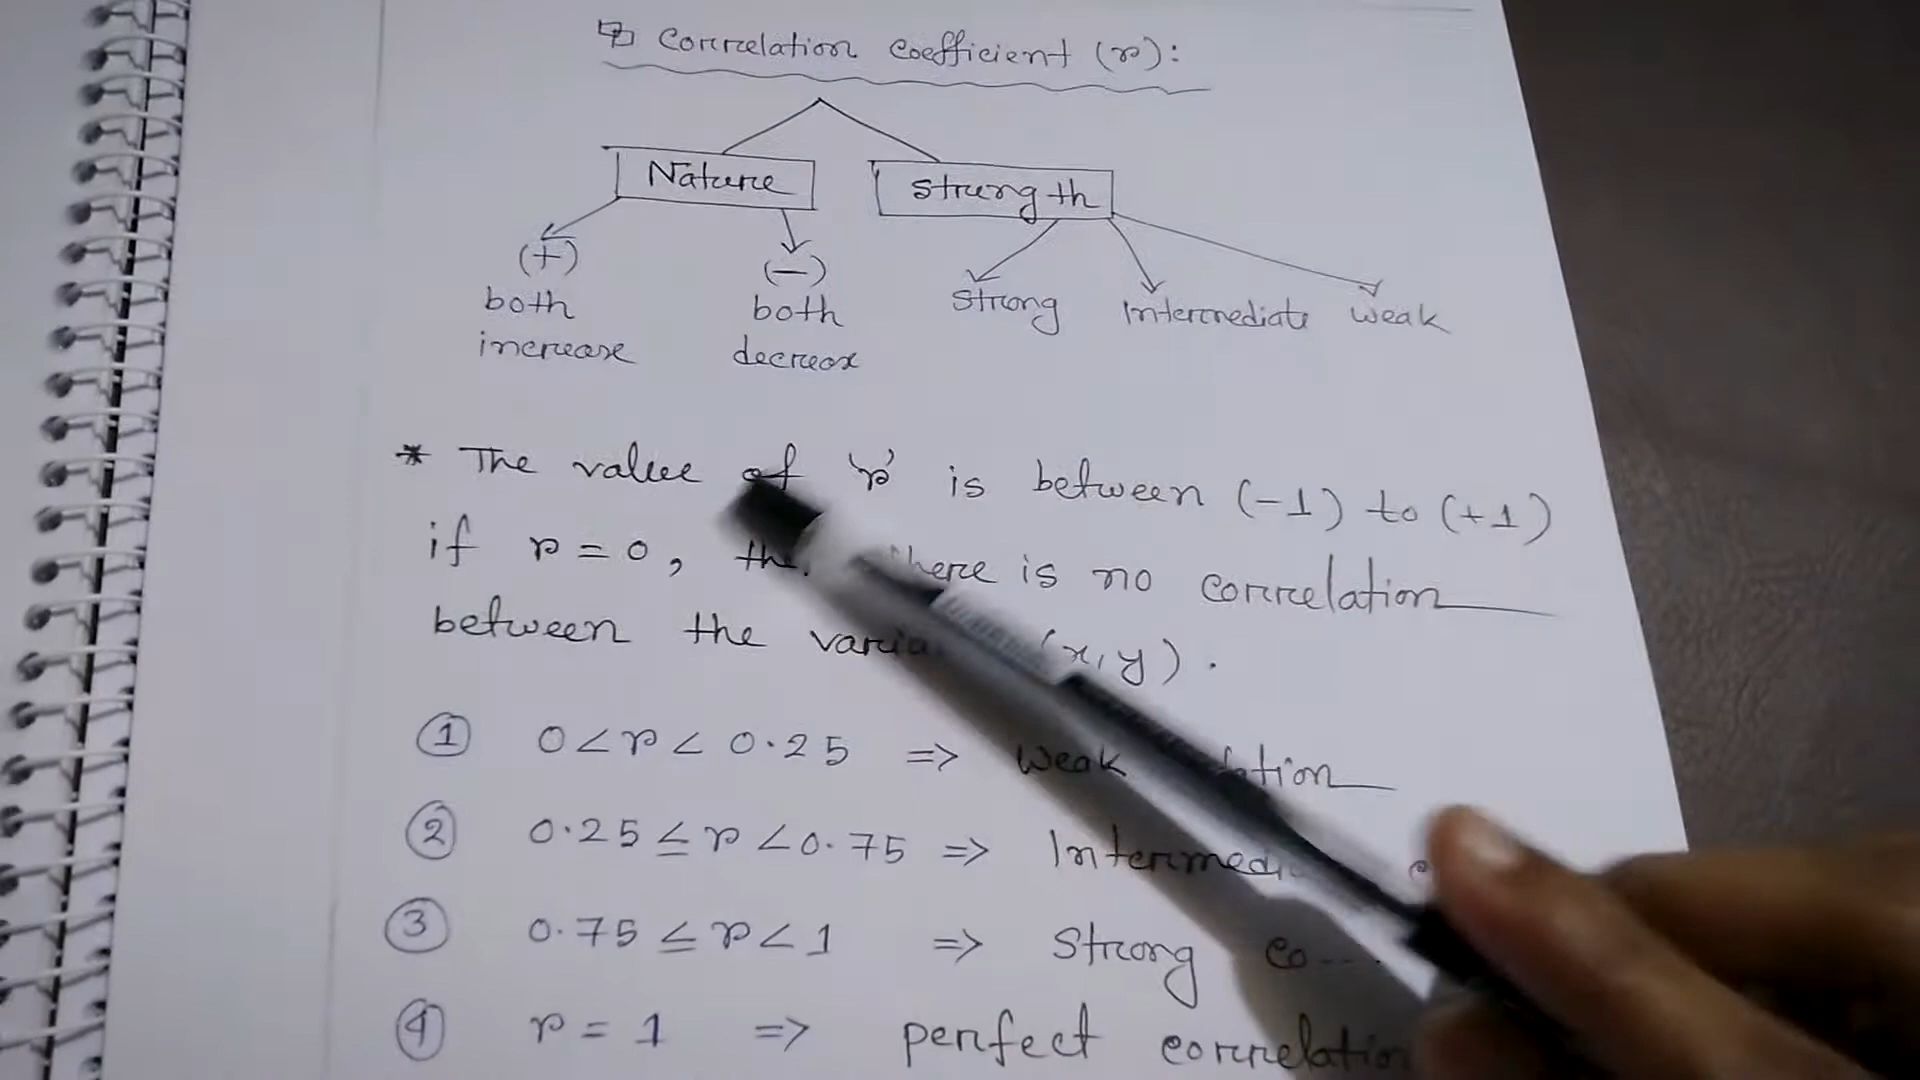 Correlation Coefficient (r):
Nature
Strength
(+)
both
increase
(-)
both
decrease
strong
Intermediate
weak
* The value of 'r' is between (-1) to (+1)
if r = 0, there is no correlation
between the (x, y).
① 0 < r < 0.25 => weak
② 0.25 ≤ r < 0.75 =>
③ 0.75 ≤ r < 1 => strong co...
④ r = 1 => perfect correlation